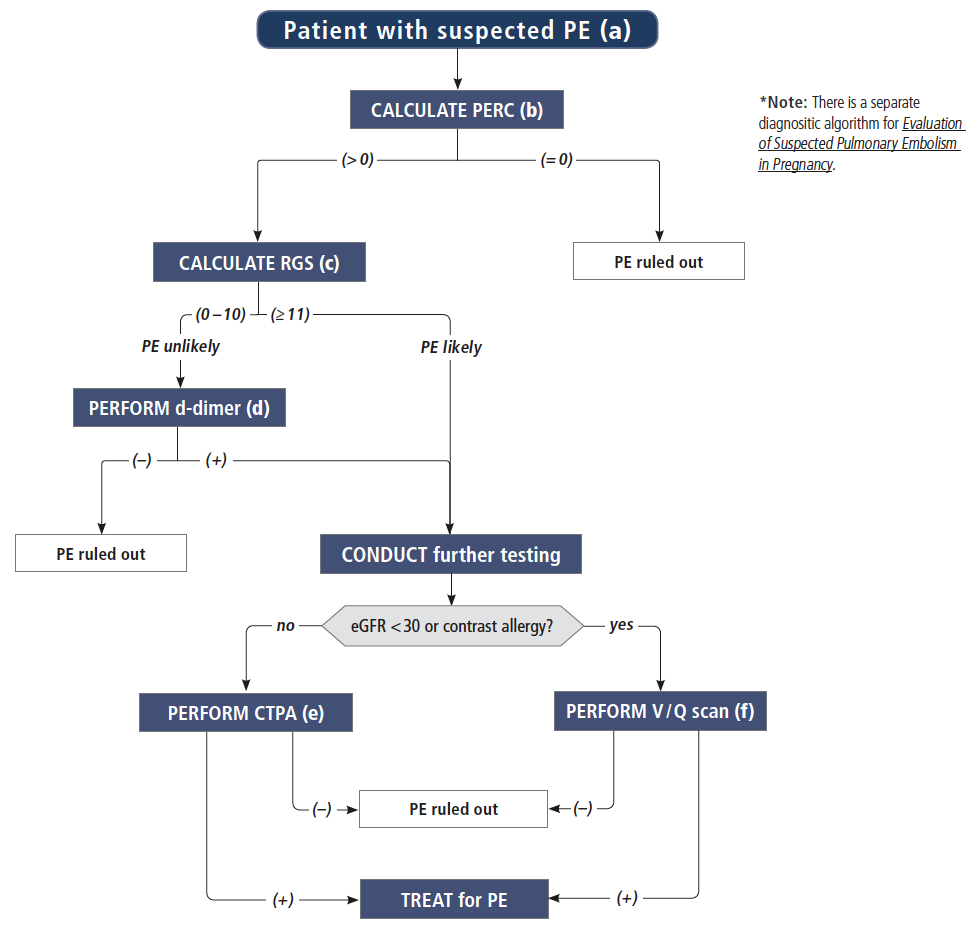 Patient with suspected PE (a)
CALCULATE PERC (b)
*Note: There is a separate
diagnositic algorithm for Evaluation
of Suspected Pulmonary Embolism
in Pregnancy.
(> 0)
(= 0)
CALCULATE RGS (c)
PE ruled out
(0 – 10)
(≥ 11)
PE unlikely
PE likely
PERFORM d-dimer (d)
(–)
(+)
PE ruled out
CONDUCT further testing
no
eGFR < 30 or contrast allergy?
yes
PERFORM CTPA (e)
PERFORM V / Q scan (f)
(–)
PE ruled out
(–)
(+)
TREAT for PE
(+)